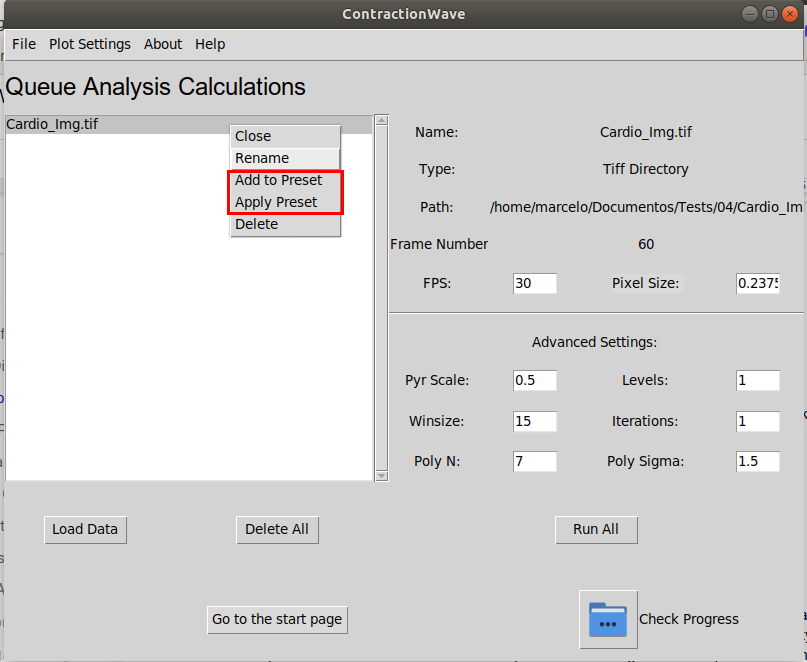 ContractionWave
File Plot Settings About Help
Queue Analysis Calculations
Cardio_Img.tif
Close
Rename
Add to Preset
Apply Preset
Delete
Name: Cardio_Img.tif
Type: Tiff Directory
Path: /home/marcelo/Documentos/Tests/04/Cardio_Im
Frame Number 60
FPS: 30 Pixel Size: 0.2375
Advanced Settings:
Pyr Scale: 0.5 Levels: 1
Winsize: 15 Iterations: 1
Poly N: 7 Poly Sigma: 1.5
Load Data Delete All Run All
Go to the start page Check Progress